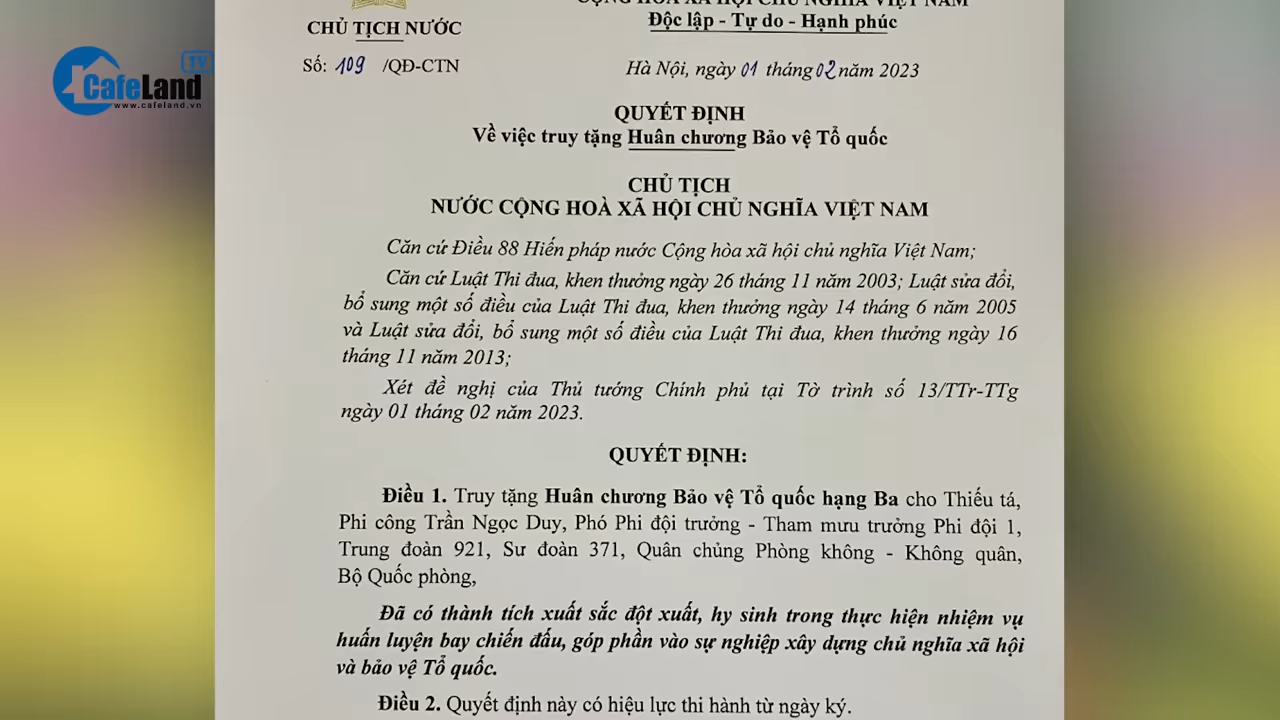 CỘNG HOÀ XÃ HỘI CHỦ NGHĨA VIỆT NAM
CHỦ TỊCH NƯỚC
Độc lập - Tự do - Hạnh phúc
Số: 109 /QĐ-CTN
Hà Nội, ngày 01 tháng 02 năm 2023
TV
CafeLand
www.cafeland.vn
QUYẾT ĐỊNH
Về việc truy tặng Huân chương Bảo vệ Tổ quốc
CHỦ TỊCH
NƯỚC CỘNG HOÀ XÃ HỘI CHỦ NGHĨA VIỆT NAM
Căn cứ Điều 88 Hiến pháp nước Cộng hòa xã hội chủ nghĩa Việt Nam;
Căn cứ Luật Thi đua, khen thưởng ngày 26 tháng 11 năm 2003; Luật sửa đổi,
bổ sung một số điều của Luật Thi đua, khen thưởng ngày 14 tháng 6 năm 2005
và Luật sửa đổi, bổ sung một số điều của Luật Thi đua, khen thưởng ngày 16
tháng 11 năm 2013;
Xét đề nghị của Thủ tướng Chính phủ tại Tờ trình số 13/TTr-TTg
ngày 01 tháng 02 năm 2023.
QUYẾT ĐỊNH:
Điều 1. Truy tặng Huân chương Bảo vệ Tổ quốc hạng Ba cho Thiếu tá,
Phi công Trần Ngọc Duy, Phó Phi đội trưởng - Tham mưu trưởng Phi đội 1,
Trung đoàn 921, Sư đoàn 371, Quân chủng Phòng không - Không quân,
Bộ Quốc phòng,
Đã có thành tích xuất sắc đột xuất, hy sinh trong thực hiện nhiệm vụ
huấn luyện bay chiến đấu, góp phần vào sự nghiệp xây dựng chủ nghĩa xã hội
và bảo vệ Tổ quốc.
Điều 2. Quyết định này có hiệu lực thi hành từ ngày ký.